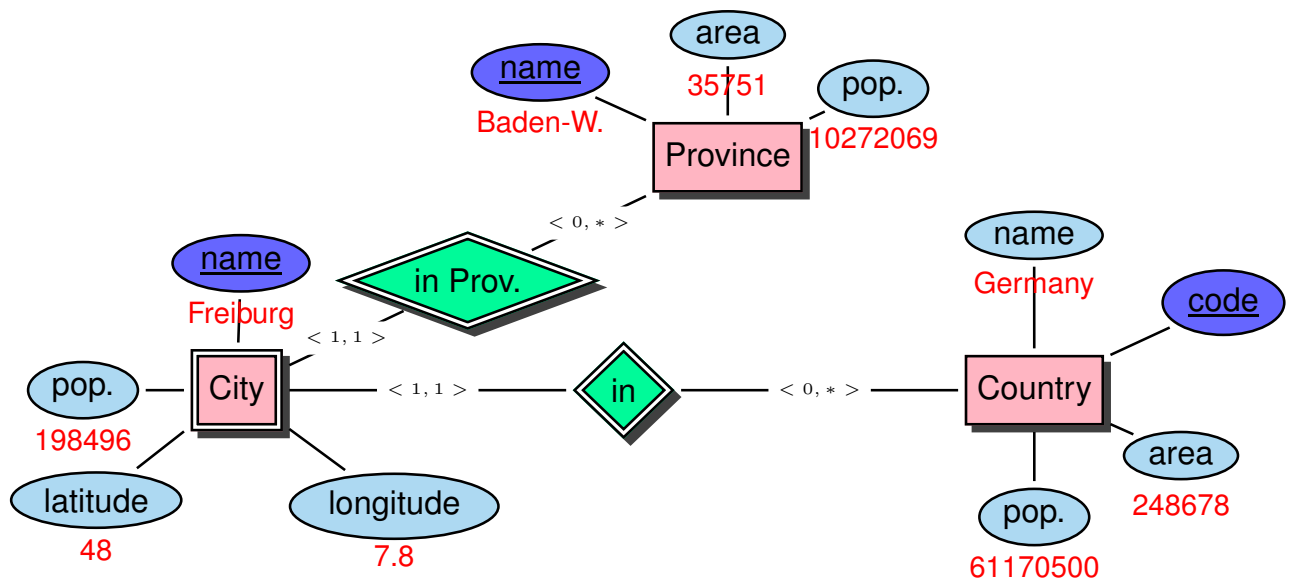 area
name
35751
pop.
Baden-W.
10272069
Province
< 0, * >
name
name
in Prov.
Germany
code
Freiburg
< 1, 1 >
pop.
City
< 1, 1 >
in
< 0, * >
Country
198496
area
latitude
longitude
248678
pop.
48
7.8
61170500